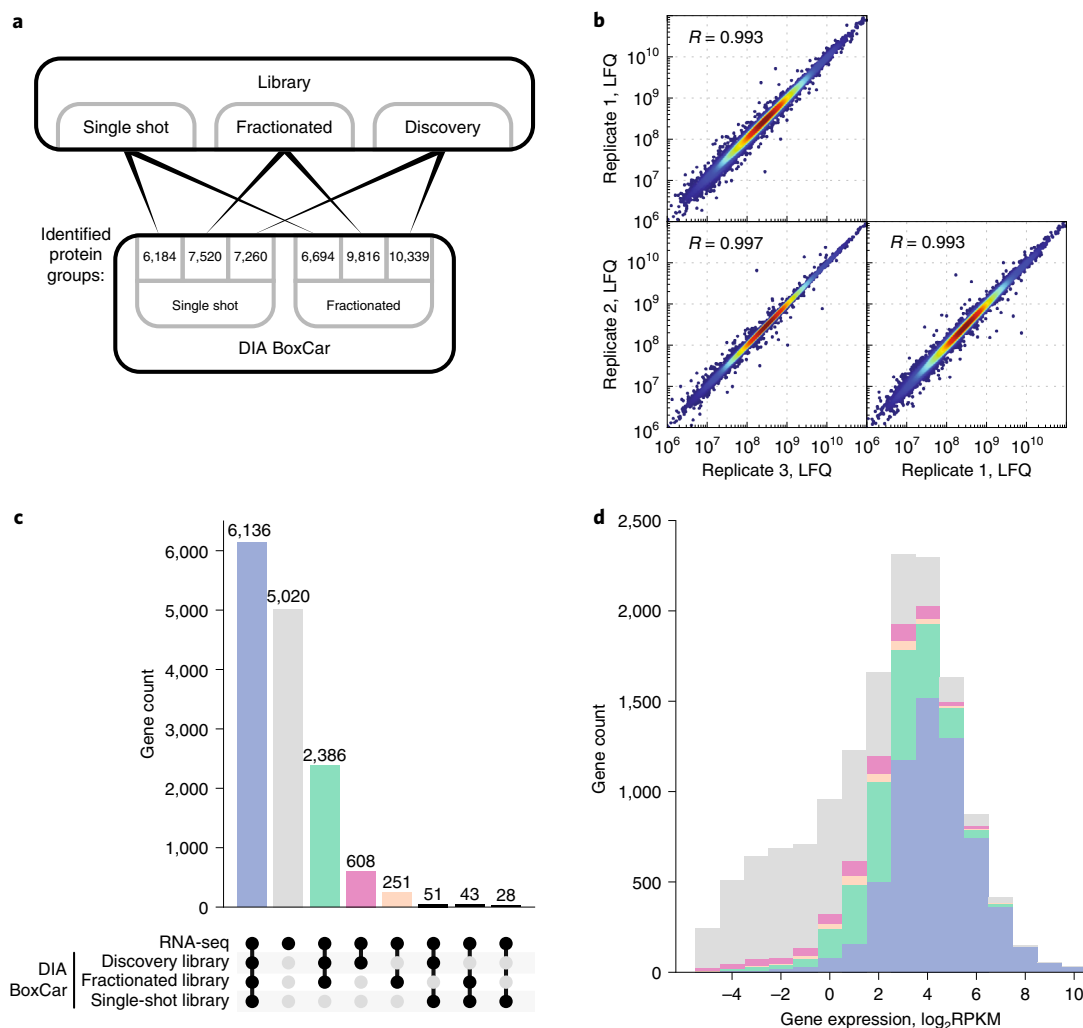 a
Library
Single shot
Fractionated
Discovery
Identified
protein
groups:
6,184
7,520
7,260
6,694
9,816
10,339
Single shot
Fractionated
DIA BoxCar
b
R = 0.993
Replicate 1, LFQ
10^10
10^9
10^8
10^7
10^6
R = 0.997
Replicate 2, LFQ
10^10
10^9
10^8
10^7
10^6
10^6 10^7 10^8 10^9 10^10
Replicate 3, LFQ
R = 0.993
10^6 10^7 10^8 10^9 10^10
Replicate 1, LFQ
c
Gene count
6,000
5,000
4,000
3,000
2,000
1,000
0
6,136
5,020
2,386
608
251
51
43
28
DIA
BoxCar
RNA-seq
Discovery library
Fractionated library
Single-shot library
d
Gene count
2,500
2,000
1,500
1,000
500
0
−4 −2 0 2 4 6 8 10
Gene expression, log₂RPKM